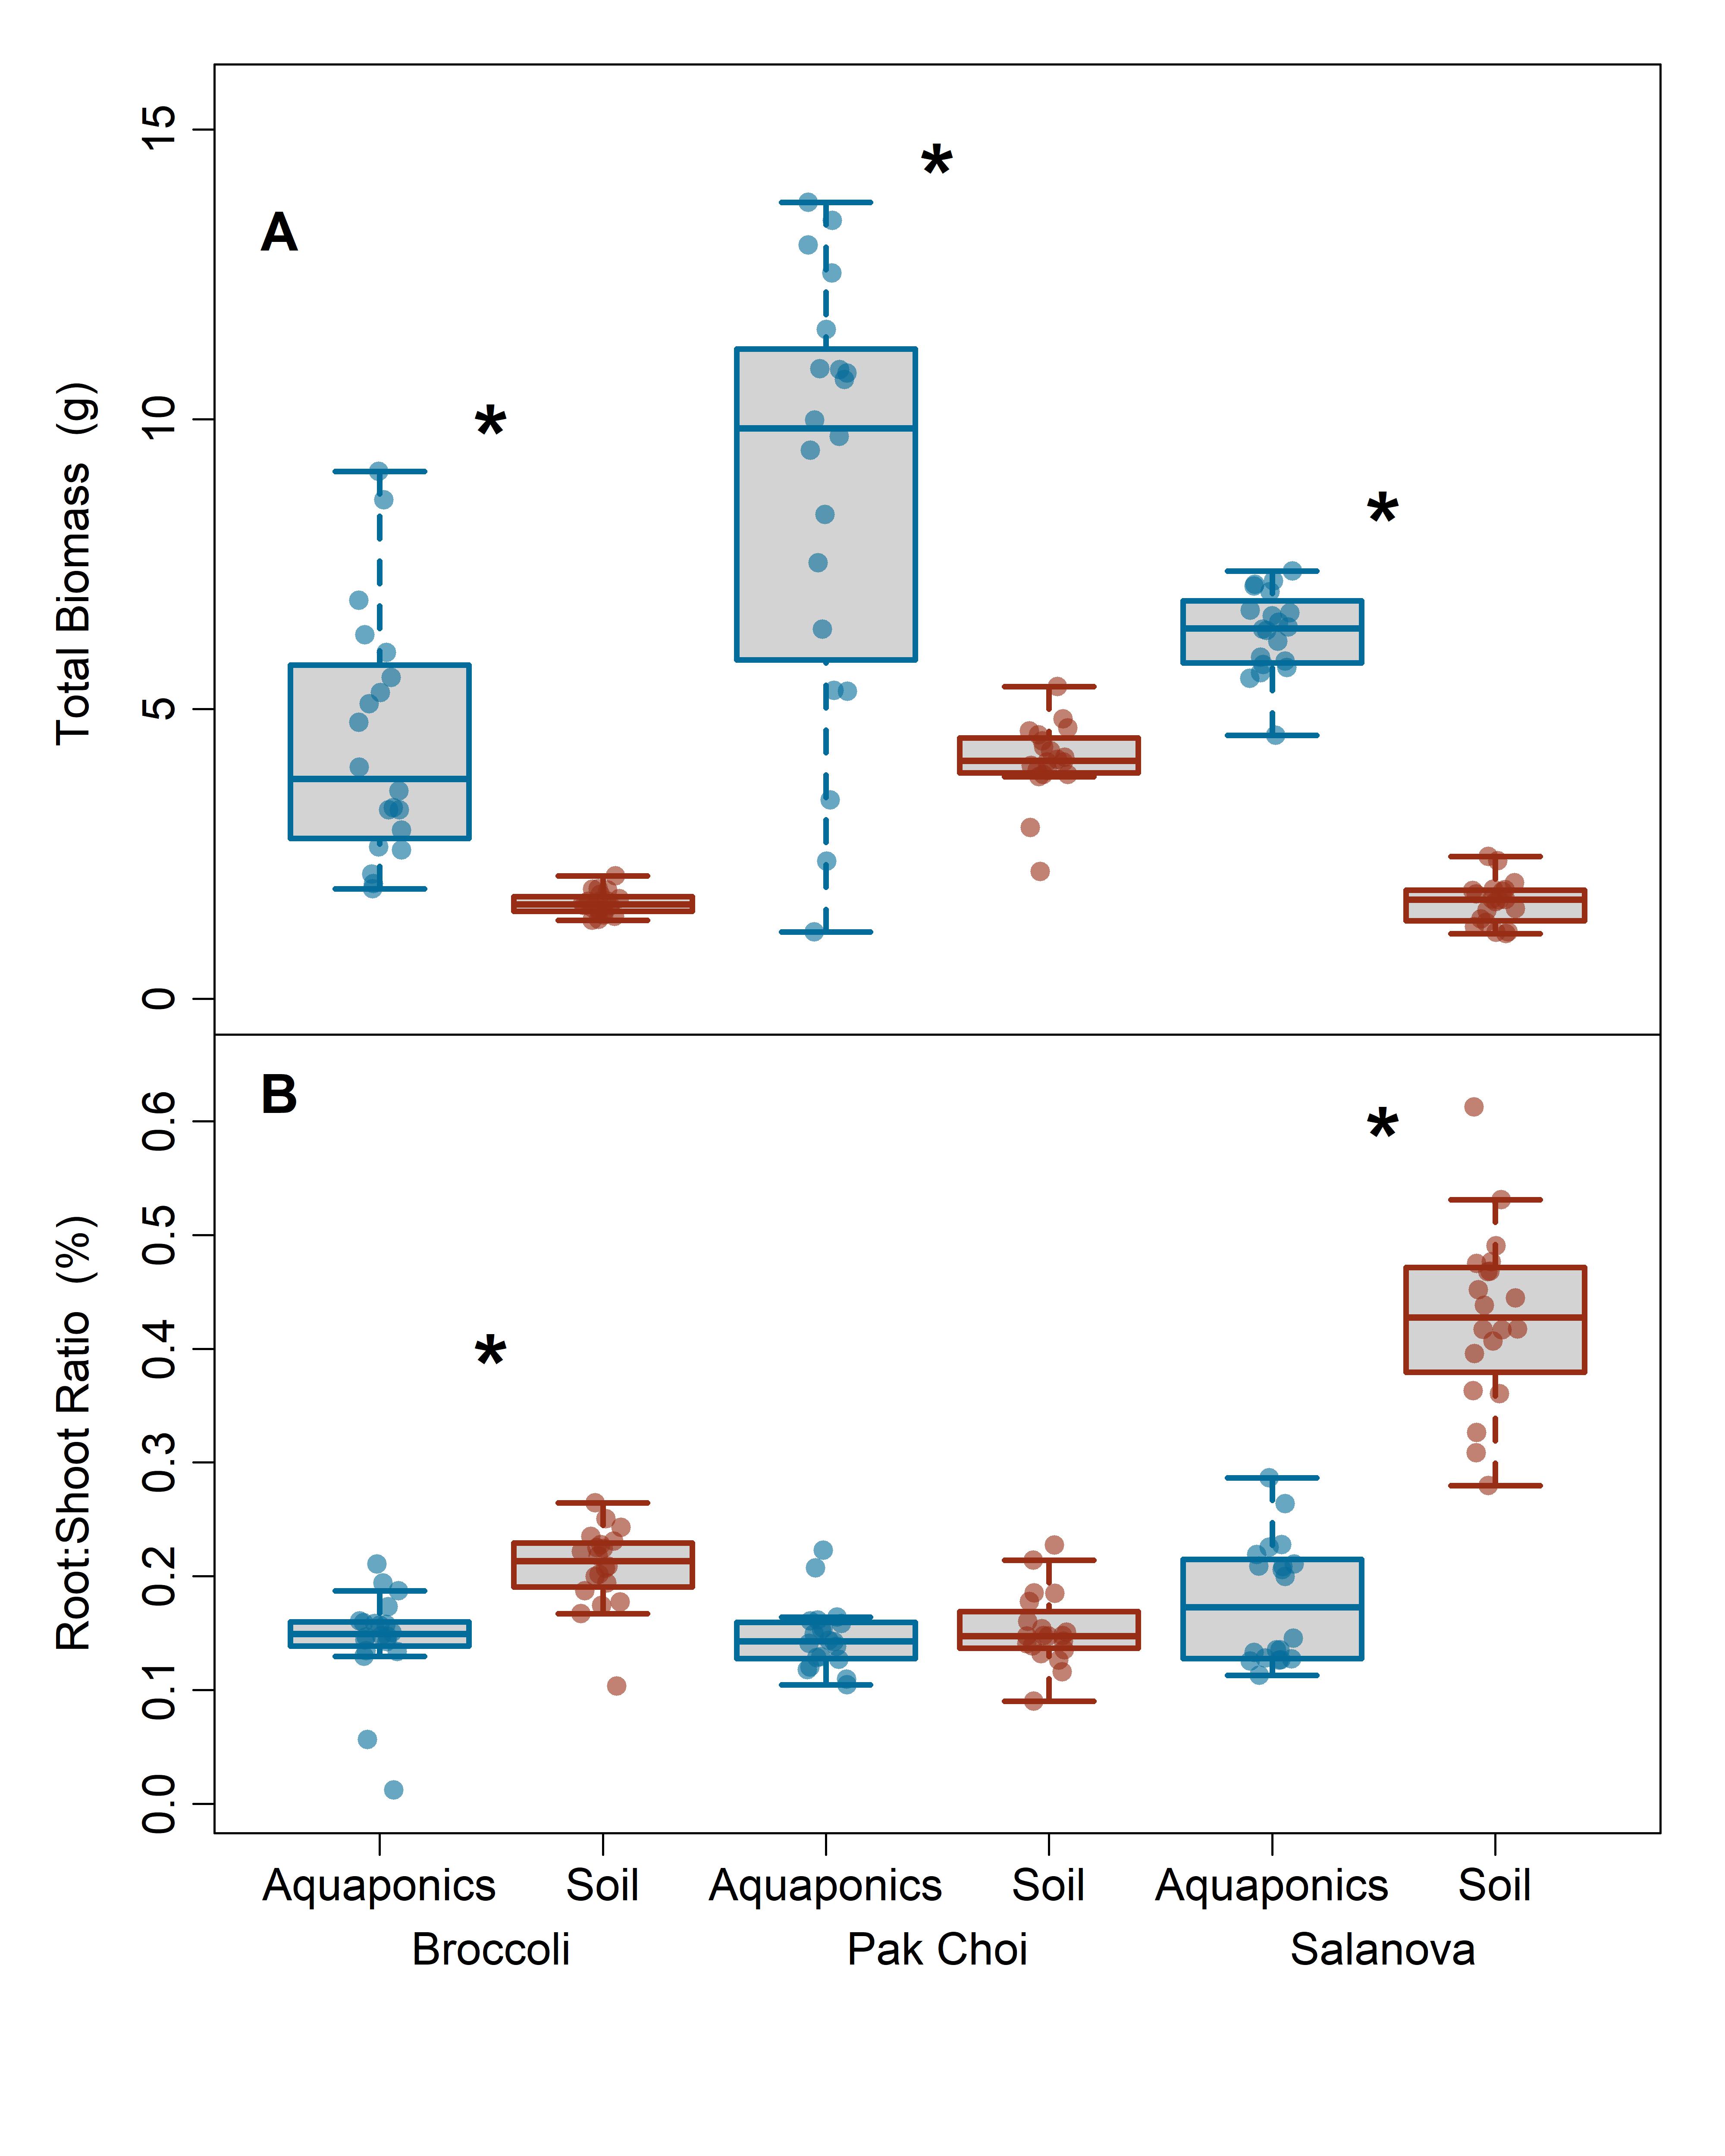 15
A
*
*
*
10
5
0
Total Biomass (g)
B
*
*
0.6
0.5
0.4
0.3
0.2
0.1
0.0
Root:Shoot Ratio (%)
Aquaponics Soil Aquaponics Soil Aquaponics Soil
Broccoli Pak Choi Salanova